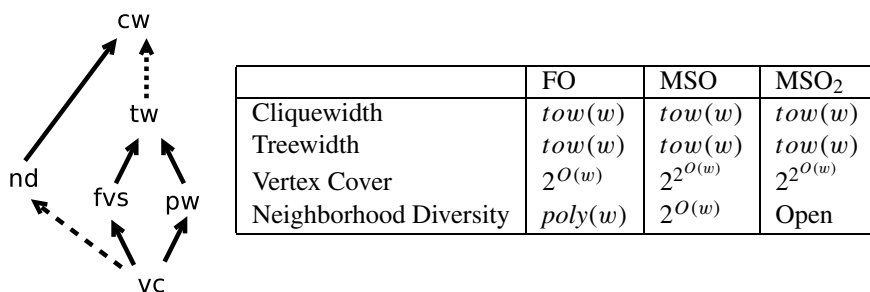 cw
tw
nd
fvs pw
vc
FO MSO MSO₂
Cliquewidth tow(w) tow(w) tow(w)
Treewidth tow(w) tow(w) tow(w)
Vertex Cover 2^{O(w)} 2^{2^{O(w)}} 2^{2^{O(w)}}
Neighborhood Diversity poly(w) 2^{O(w)} Open